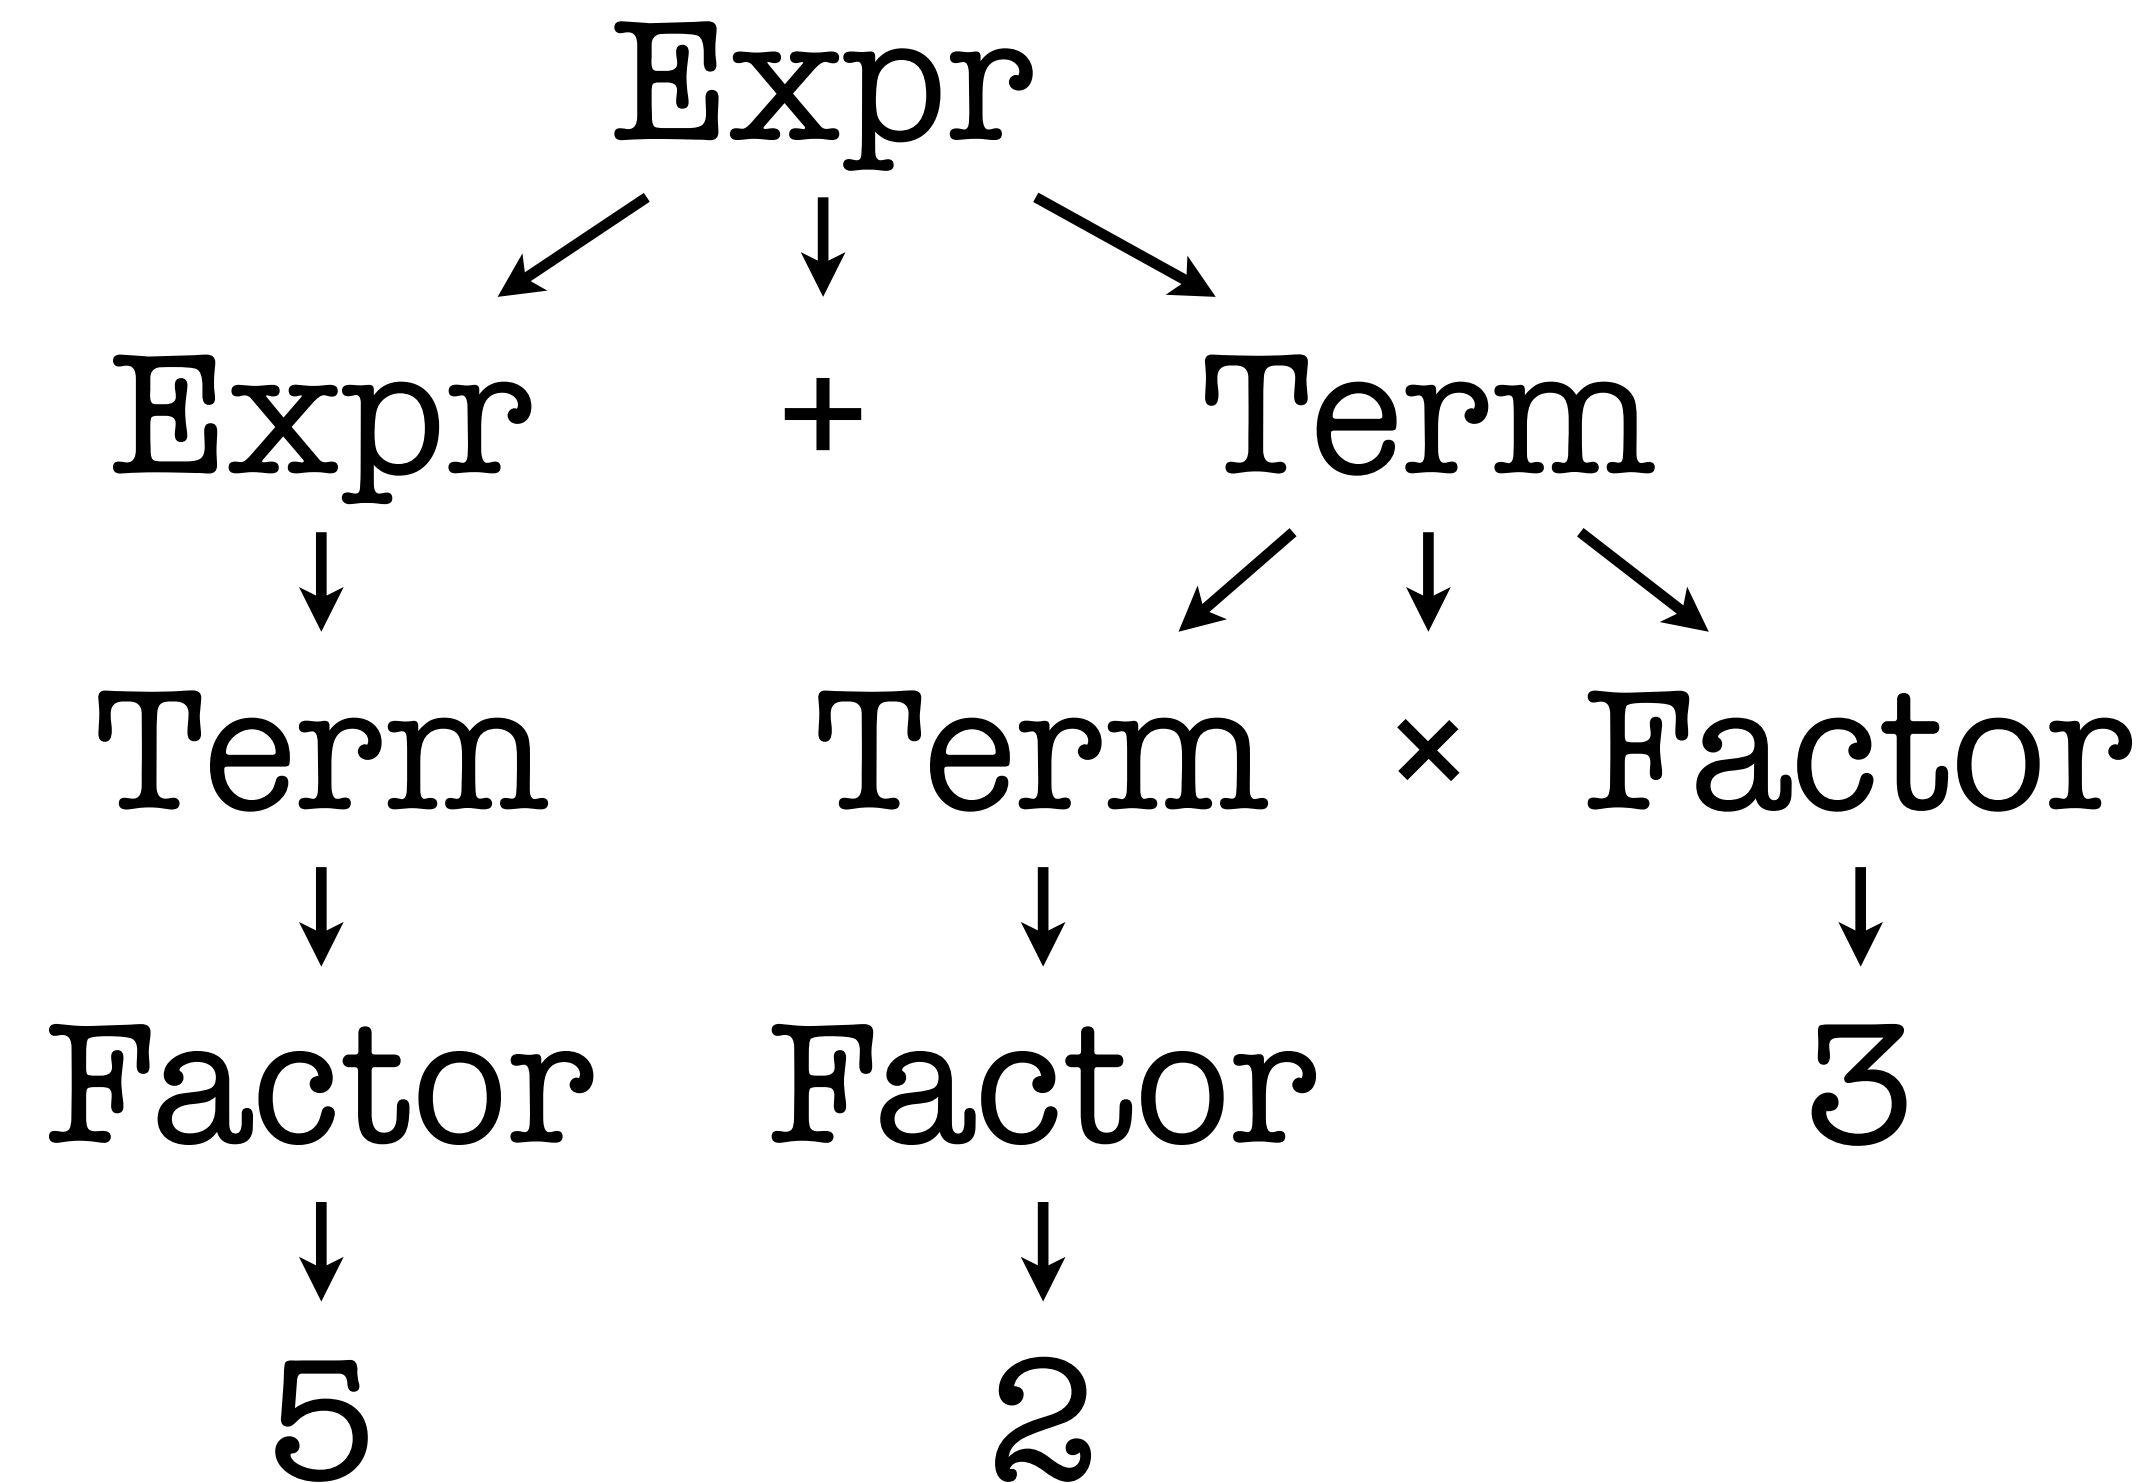 Expr
Expr + Term
Term Term × Factor
Factor Factor 3
5 2